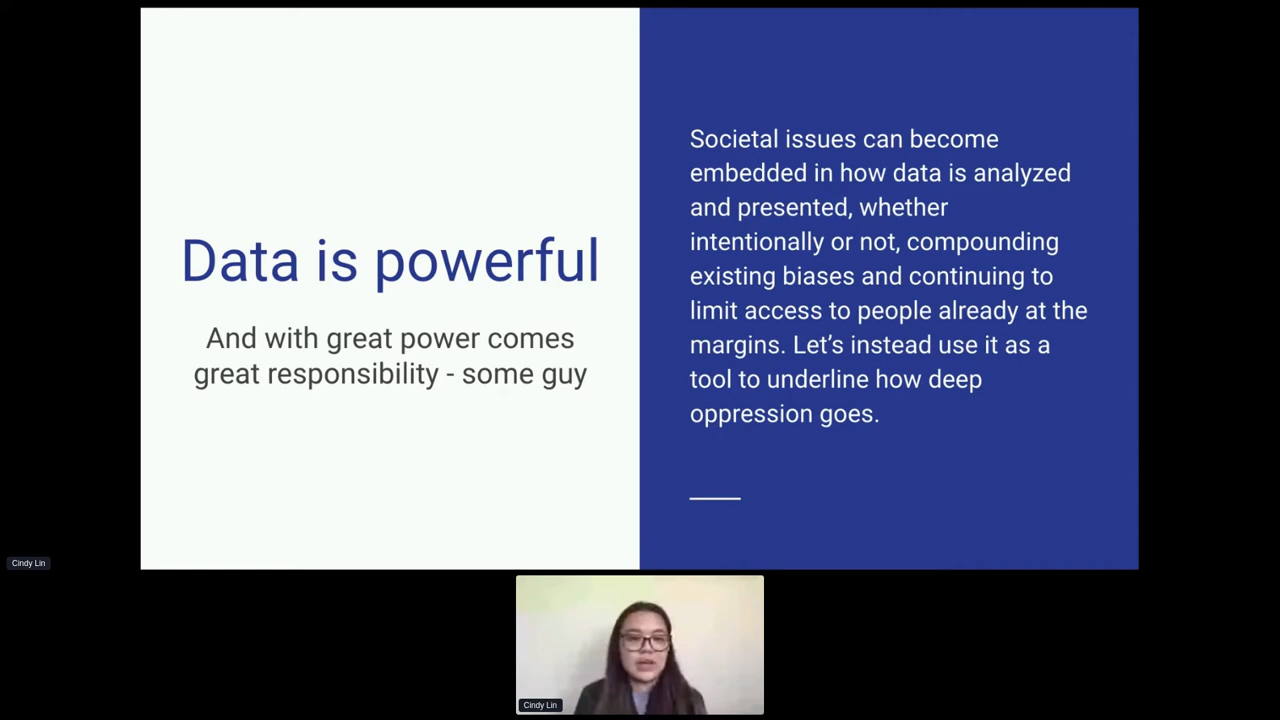 Data is powerful
And with great power comes
great responsibility - some guy
Societal issues can become
embedded in how data is analyzed
and presented, whether
intentionally or not, compounding
existing biases and continuing to
limit access to people already at the
margins. Let’s instead use it as a
tool to underline how deep
oppression goes.
Cindy Lin
Cindy Lin